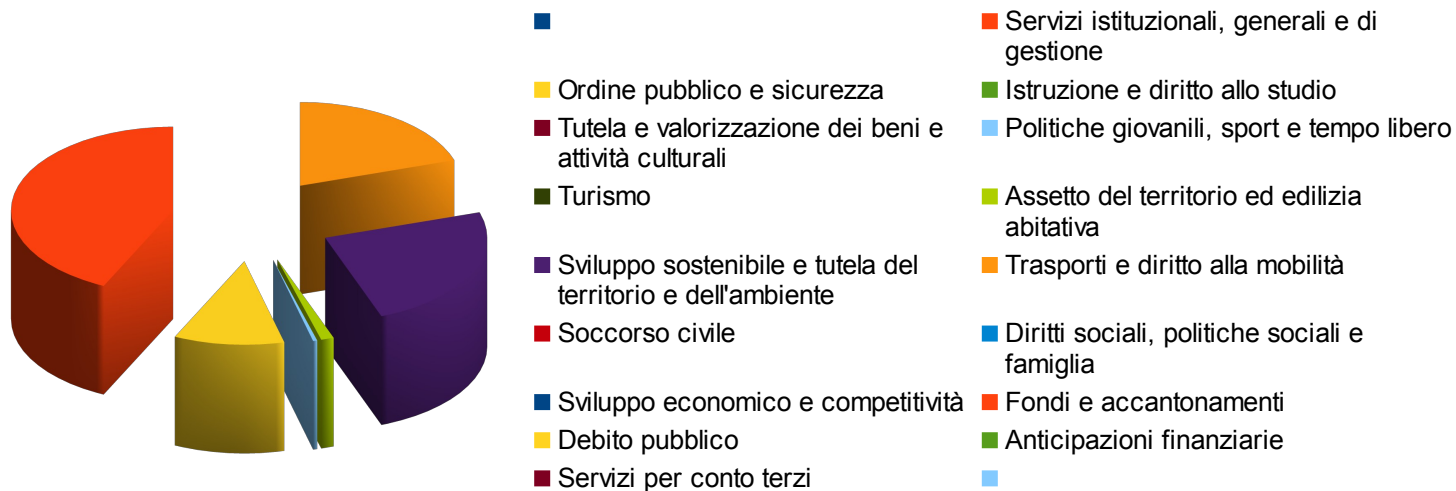 Servizi istituzionali, generali e di
gestione
Ordine pubblico e sicurezza
Istruzione e diritto allo studio
Tutela e valorizzazione dei beni e
attività culturali
Politiche giovanili, sport e tempo libero
Turismo
Assetto del territorio ed edilizia
abitativa
Sviluppo sostenibile e tutela del
territorio e dell'ambiente
Trasporti e diritto alla mobilità
Soccorso civile
Diritti sociali, politiche sociali e
famiglia
Sviluppo economico e competitività
Fondi e accantonamenti
Debito pubblico
Anticipazioni finanziarie
Servizi per conto terzi